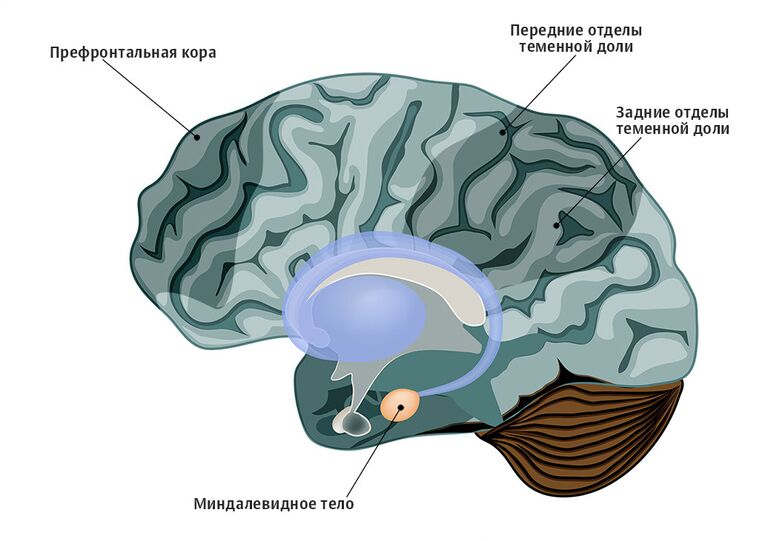 Префронтальная кора
Передние отделы
теменной доли
Задние отделы
теменной доли
Миндалевидное тело